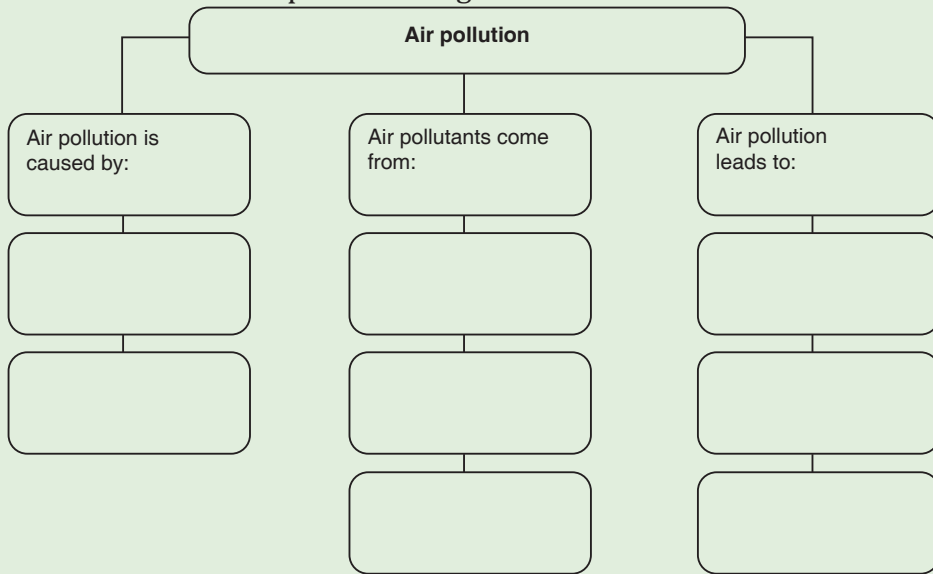 Air pollution
Air pollution is
caused by:
Air pollutants come
from:
Air pollution
leads to: